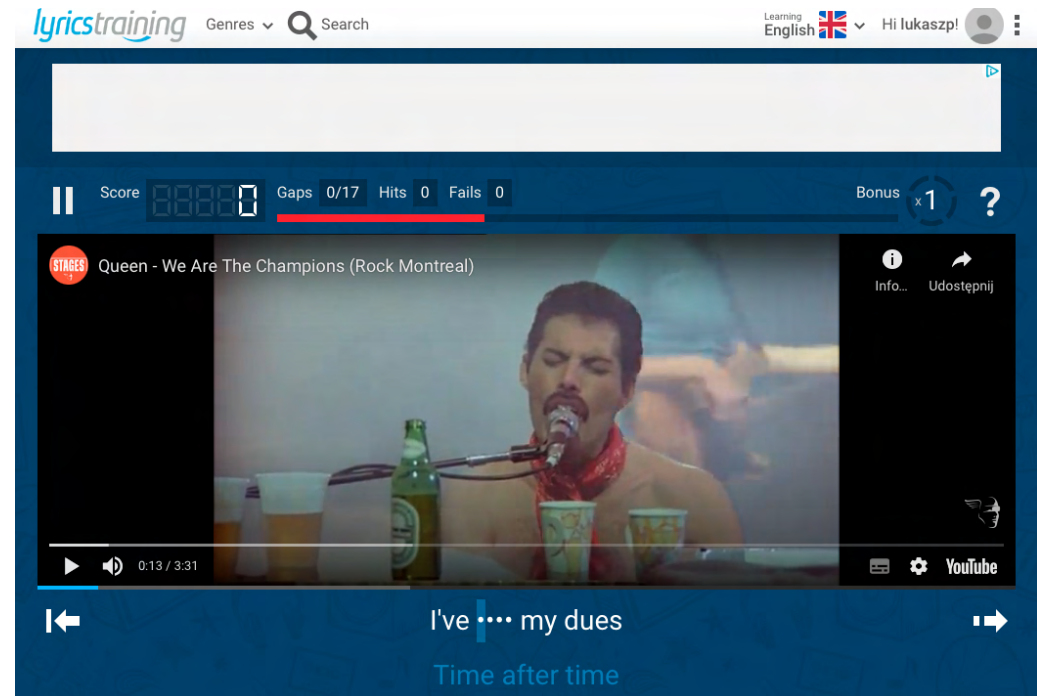 lyricstraining Genres Search Learning English Hi lukaszp!
Score 0 Gaps 0/17 Hits 0 Fails 0 Bonus x1 ?
STAGES Queen - We Are The Champions (Rock Montreal) Info... Udostępnij
0:13 / 3:31 YouTube
I've •••• my dues
Time after time